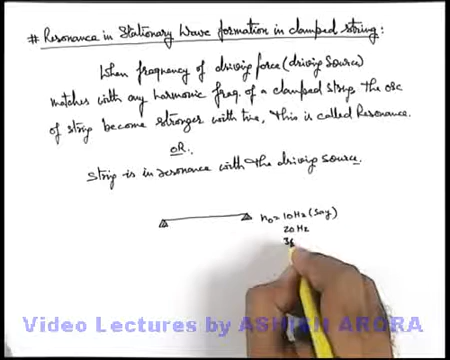 # Resonance in Stationary Wave formation in clamped string:
When frequency of driving force (driving source)
matches with any harmonic freq. of a clamped string the osc
of string become stronger with time, This is called Resonance.
OR.
String is in resonance with the driving source.
n₀ = 10 Hz (say)
20 Hz
Video Lectures by ASHISH ARORA